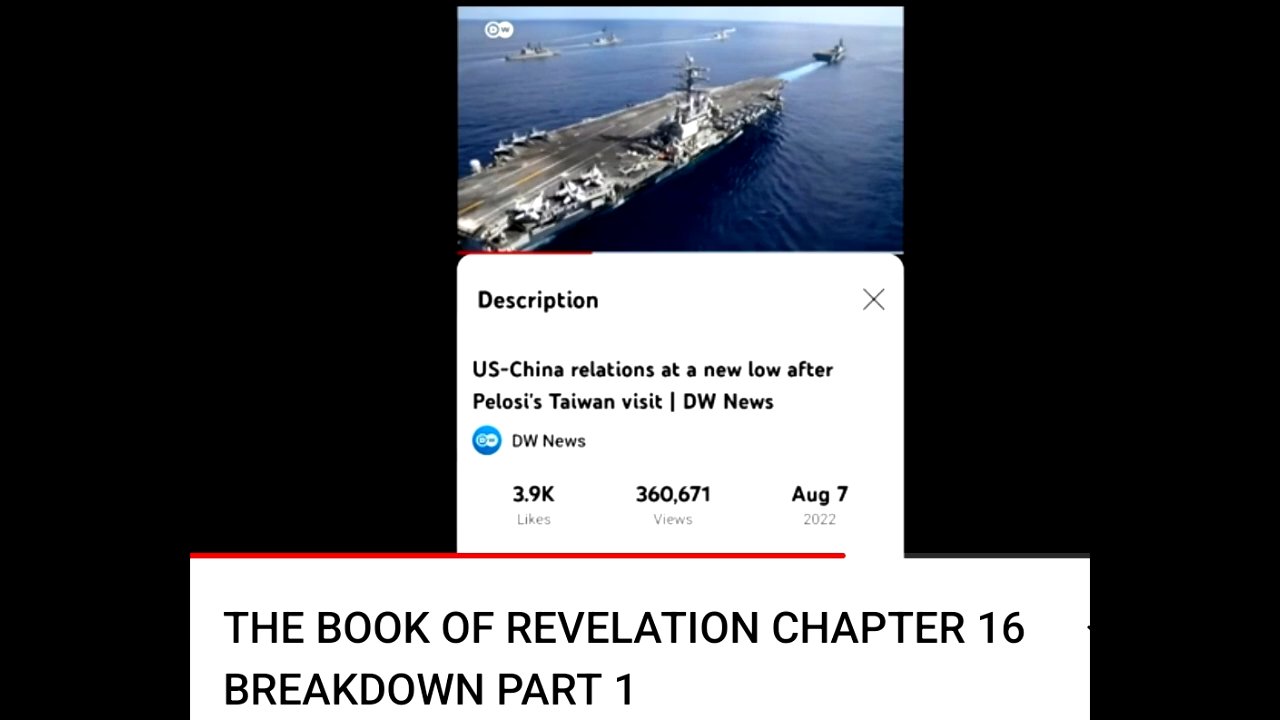 DW
Description
US-China relations at a new low after
Pelosi's Taiwan visit | DW News
DW DW News
3.9K 360,671 Aug 7
Likes Views 2022
THE BOOK OF REVELATION CHAPTER 16
BREAKDOWN PART 1